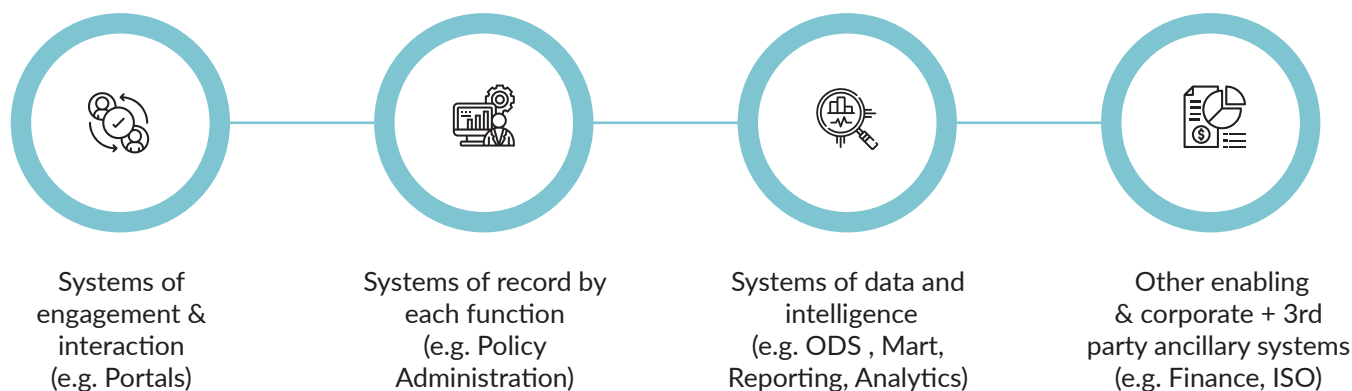 Systems of
engagement &
interaction
(e.g. Portals)
Systems of record by
each function
(e.g. Policy
Administration)
Systems of data and
intelligence
(e.g. ODS , Mart,
Reporting, Analytics)
$
Other enabling
& corporate + 3rd
party ancillary systems
(e.g. Finance, ISO)